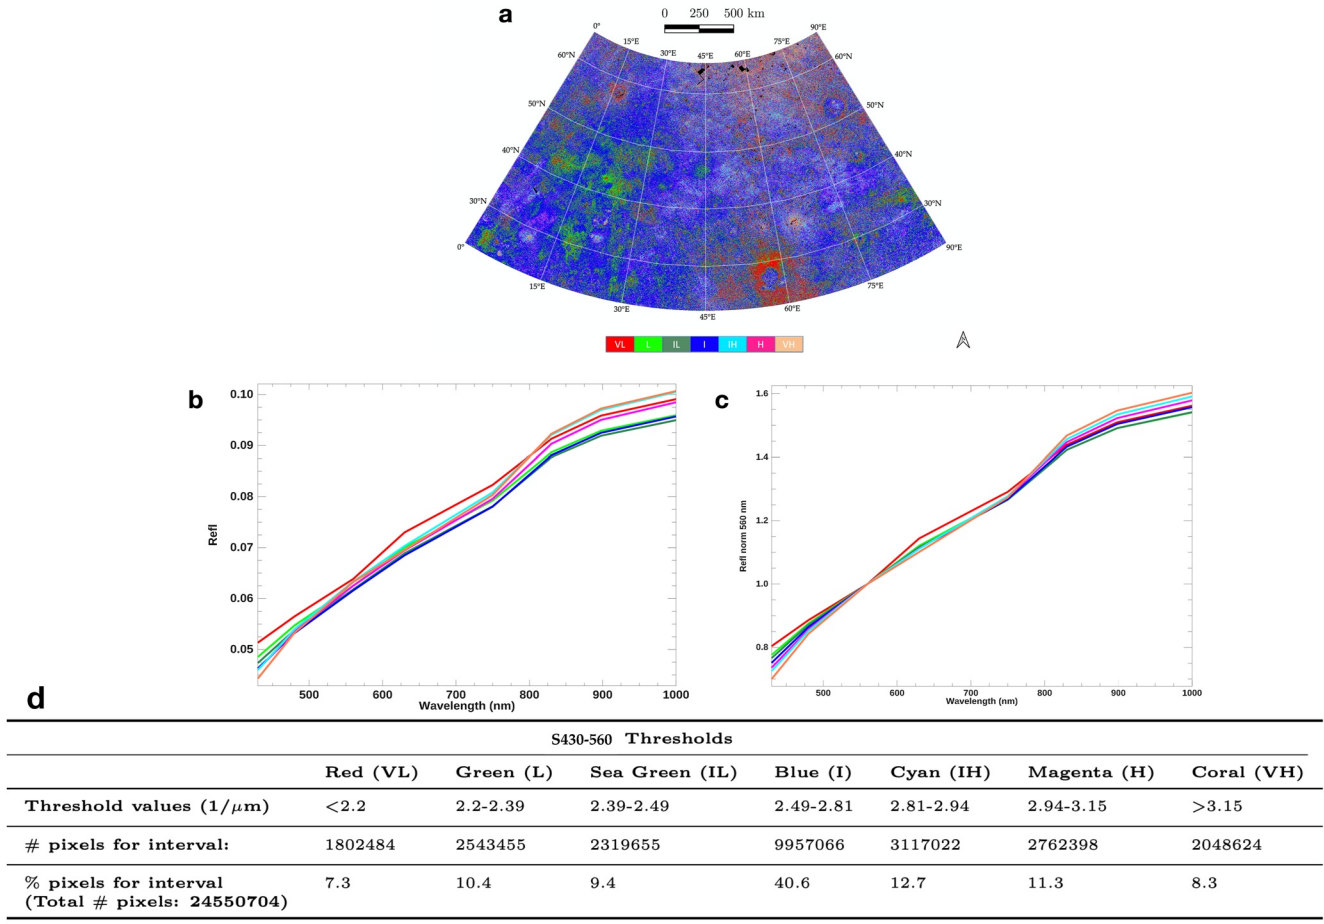 a
0 250 500 km
0° 90°E
15°E 75°E
30°E 45°E 60°E
60°N 60°N
50°N 50°N
40°N 40°N
30°N 30°N
0° 90°E
15°E 75°E
30°E 60°E
45°E
VL L IL I IH H VH
b
0.10
0.09
0.08
0.07
0.06
0.05
Refl
500 600 700 800 900 1000
Wavelength (nm)
c
1.6
1.4
1.2
1.0
0.8
Refl norm 560 nm
500 600 700 800 900 1000
Wavelength (nm)
d
S430-560 Thresholds
Red (VL) Green (L) Sea Green (IL) Blue (I) Cyan (IH) Magenta (H) Coral (VH)
Threshold values (1/μm) <2.2 2.2-2.39 2.39-2.49 2.49-2.81 2.81-2.94 2.94-3.15 >3.15
# pixels for interval: 1802484 2543455 2319655 9957066 3117022 2762398 2048624
% pixels for interval 7.3 10.4 9.4 40.6 12.7 11.3 8.3
(Total # pixels: 24550704)